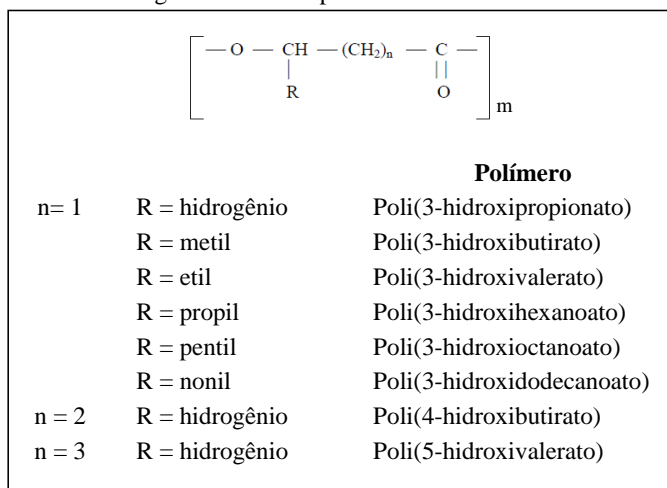 — O — CH — (CH₂)ₙ — C —
R O
m
Polímero
n= 1 R = hidrogênio Poli(3-hidroxipropionato)
R = metil Poli(3-hidroxibutirato)
R = etil Poli(3-hidroxivalerato)
R = propil Poli(3-hidroxihexanoato)
R = pentil Poli(3-hidroxioctanoato)
R = nonil Poli(3-hidroxidodecanoato)
n = 2 R = hidrogênio Poli(4-hidroxibutirato)
n = 3 R = hidrogênio Poli(5-hidroxivalerato)